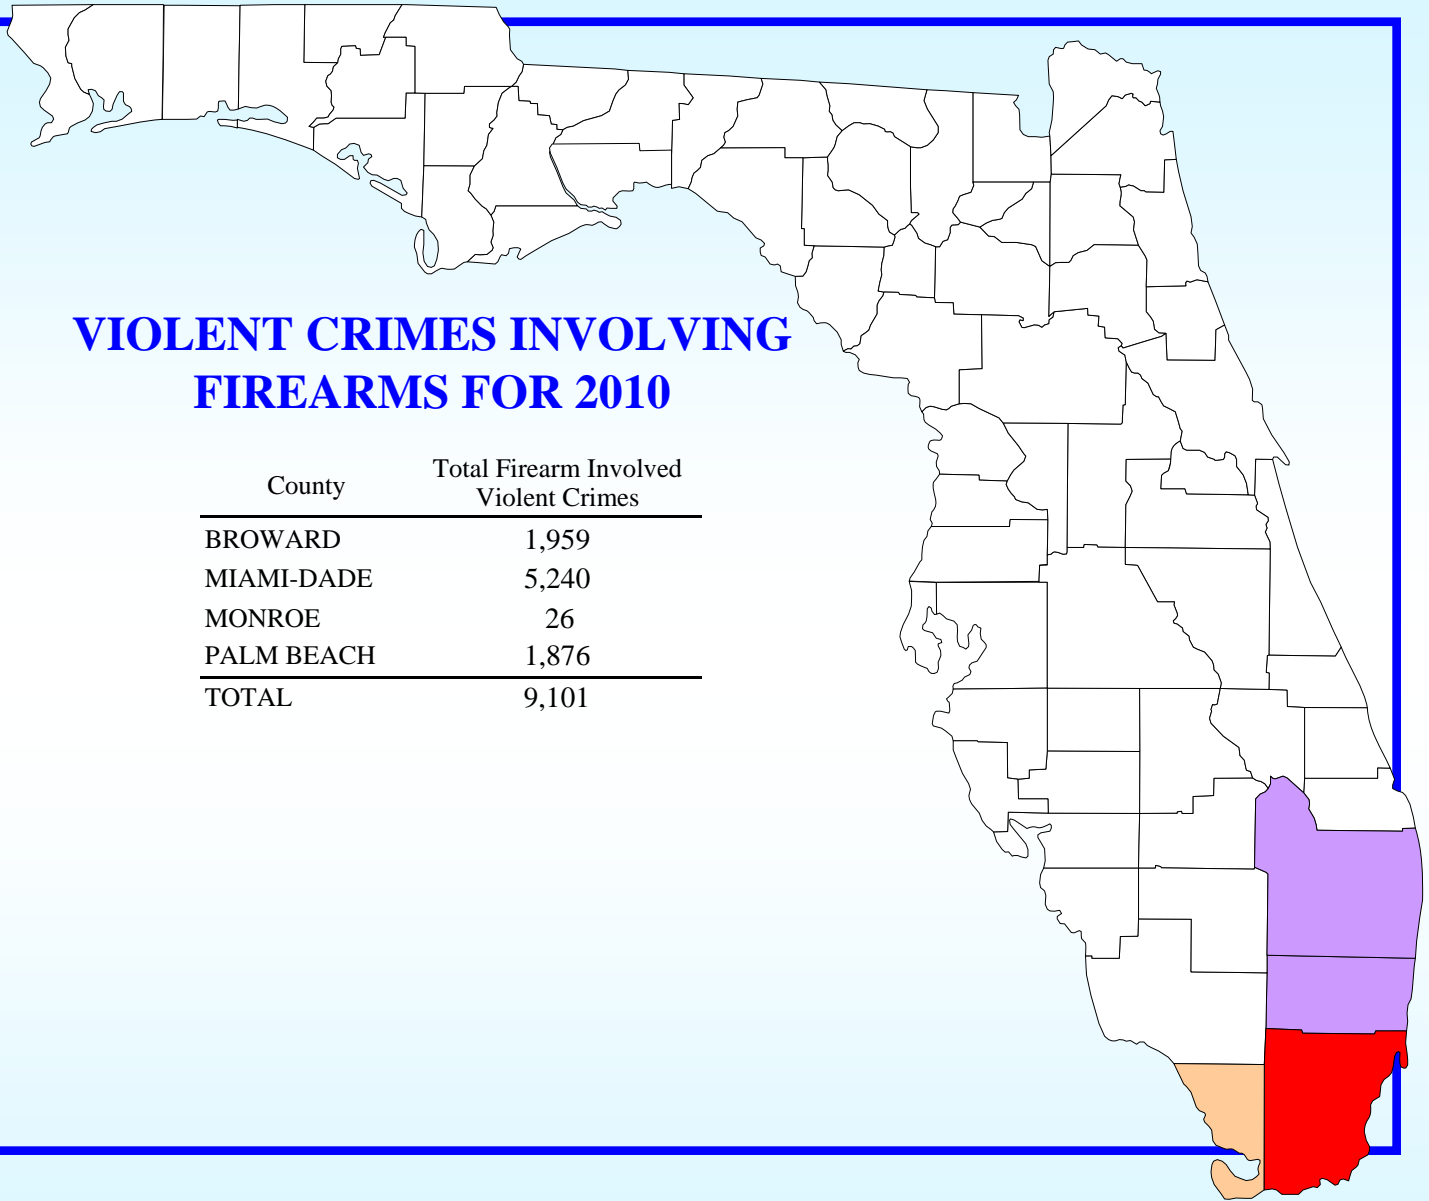 VIOLENT CRIMES INVOLVING
FIREARMS FOR 2010
County Total Firearm Involved
Violent Crimes
BROWARD 1,959
MIAMI-DADE 5,240
MONROE 26
PALM BEACH 1,876
TOTAL 9,101